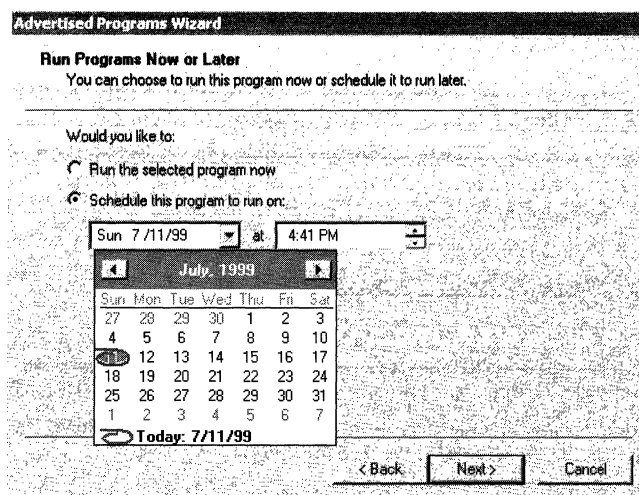 Advertised Programs Wizard
Run Programs Now or Later
You can choose to run this program now or schedule it to run later.
Would you like to:
Run the selected program now
Schedule this program to run on:
Sun 7 /11/99 at 4:41 PM
July, 1999
Sun Mon Tue Wed Thu Fri Sat
27 28 29 30 1 2 3
4 5 6 7 8 9 10
11 12 13 14 15 16 17
18 19 20 21 22 23 24
25 26 27 28 29 30 31
1 2 3 4 5 6 7
Today: 7/11/99
< Back Next > Cancel